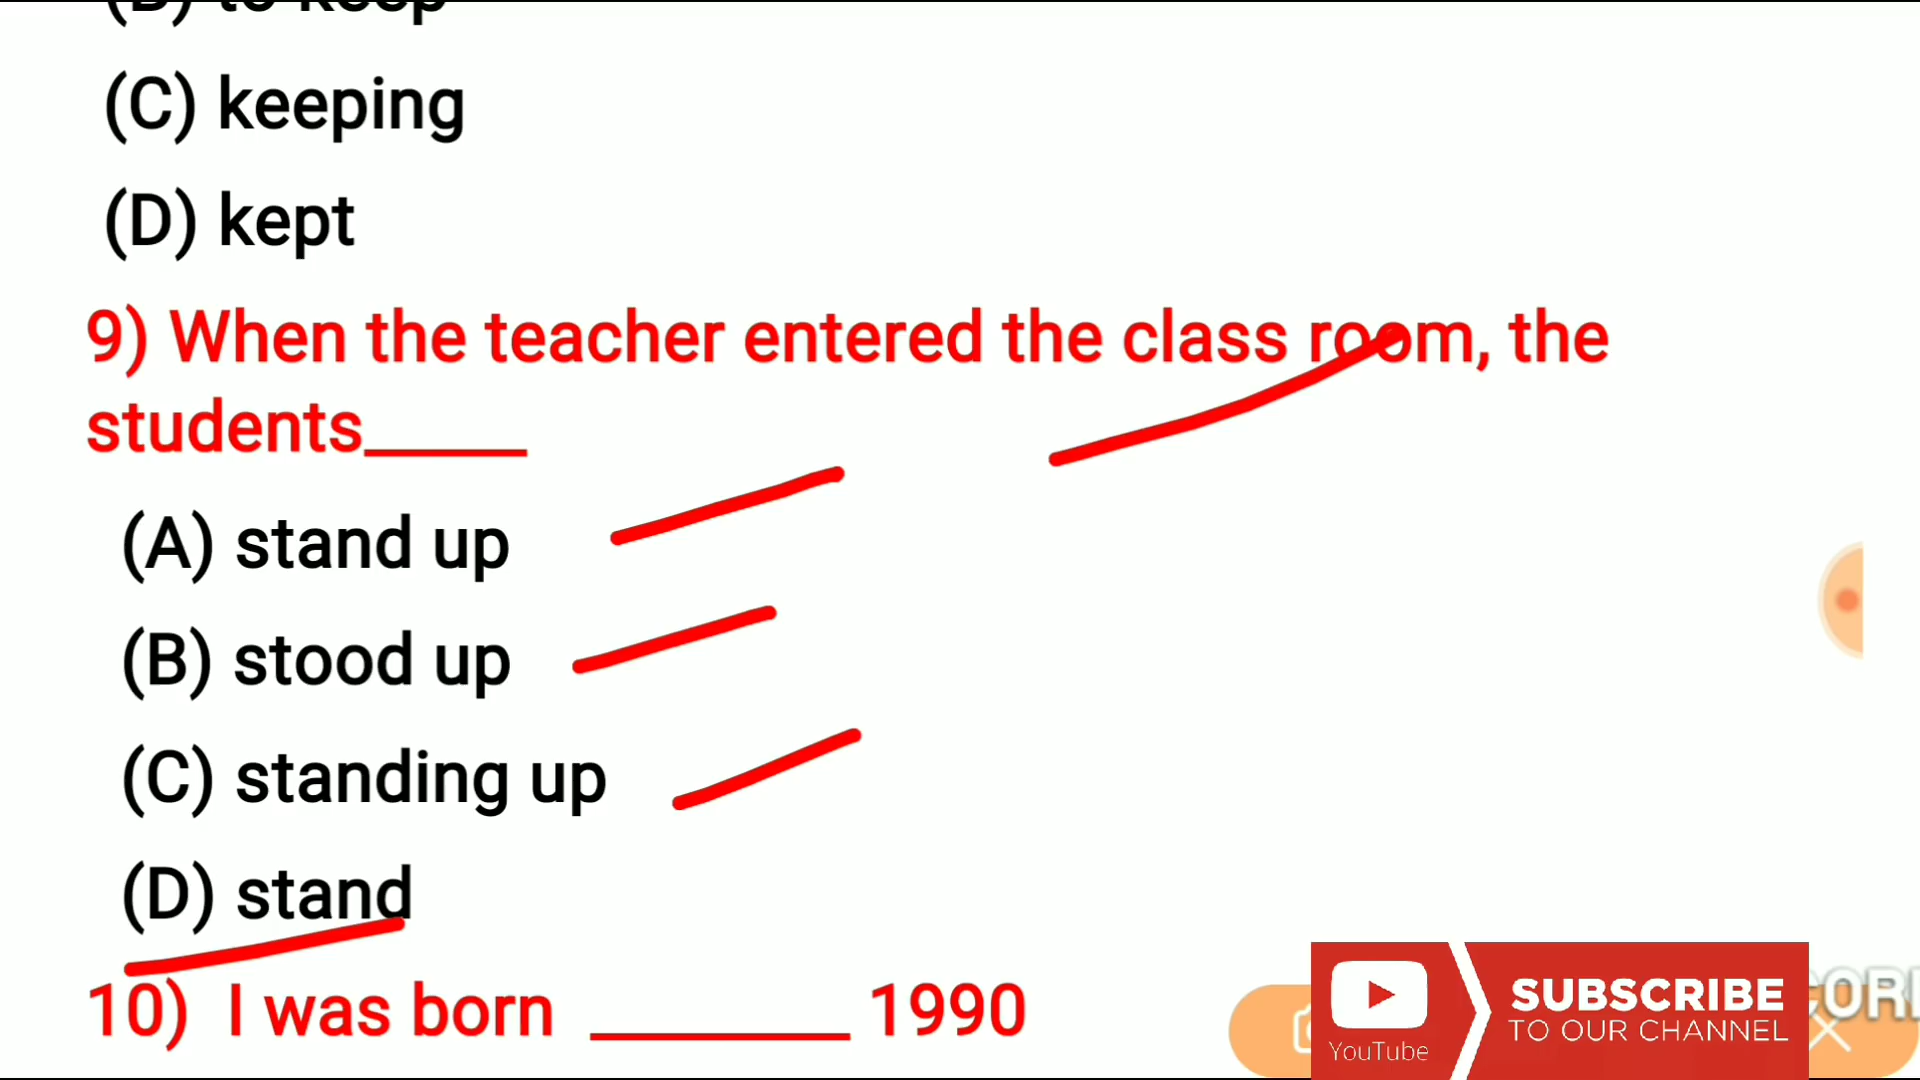 (B) to keep
(C) keeping
(D) kept
9) When the teacher entered the class room, the
students_____
(A) stand up
(B) stood up
(C) standing up
(D) stand
10) I was born ________ 1990
SUBSCRIBE
TO OUR CHANNEL
YouTube